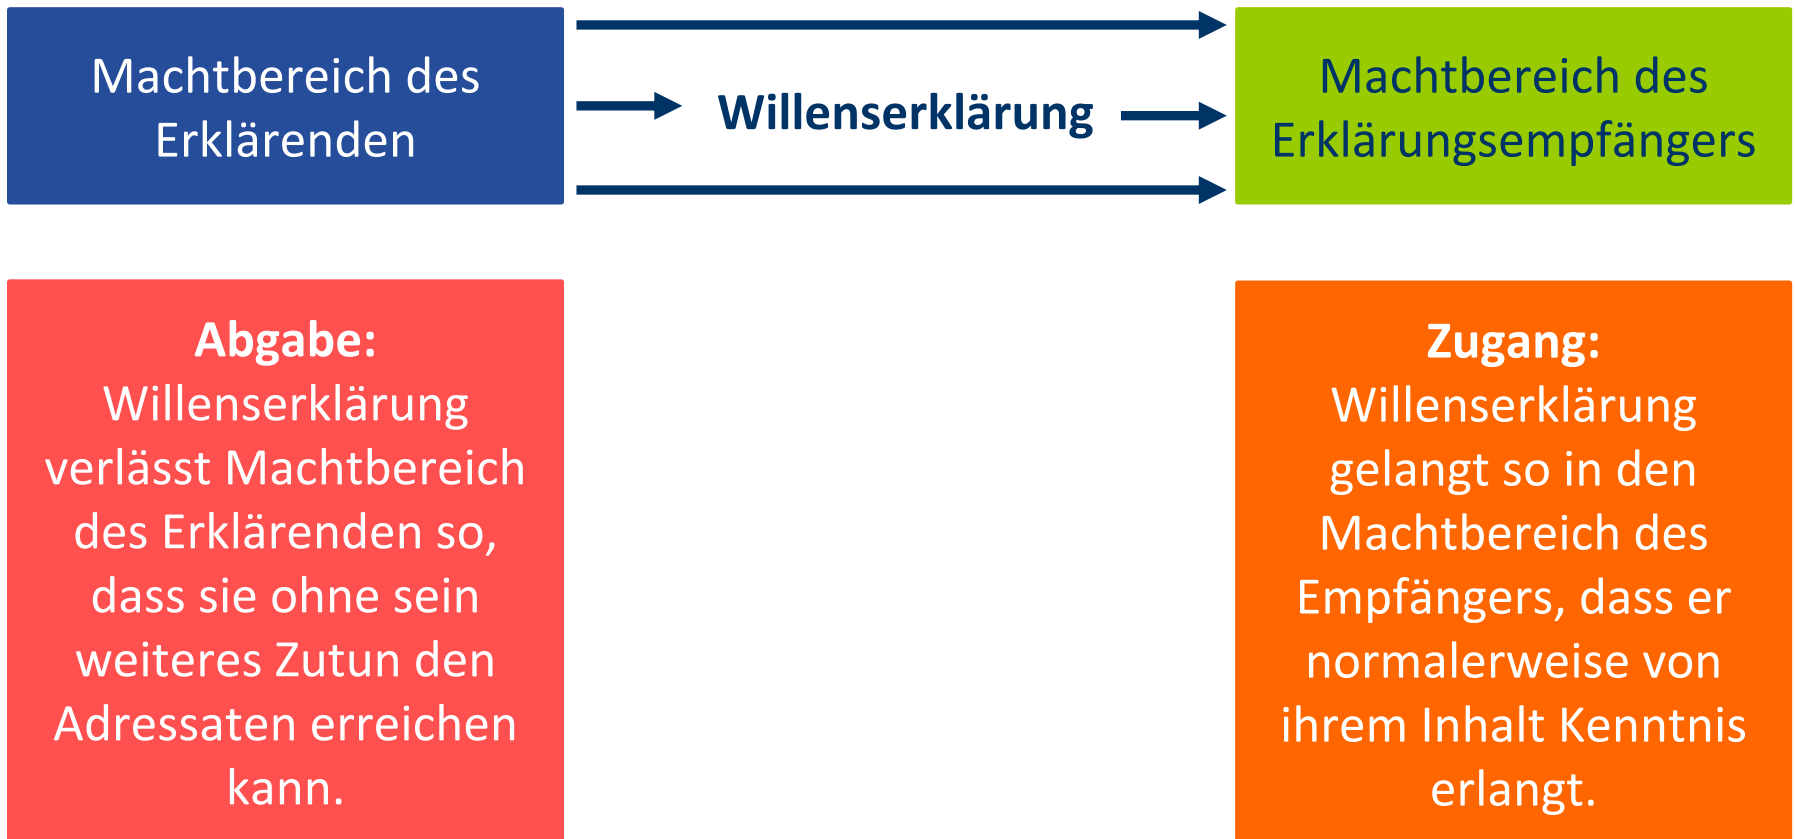 Machtbereich des
Erklärenden
Willenserklärung
Machtbereich des
Erklärungsempfängers
Abgabe:
Willenserklärung
verlässt Machtbereich
des Erklärenden so,
dass sie ohne sein
weiteres Zutun den
Adressaten erreichen
kann.
Zugang:
Willenserklärung
gelangt so in den
Machtbereich des
Empfängers, dass er
normalerweise von
ihrem Inhalt Kenntnis
erlangt.